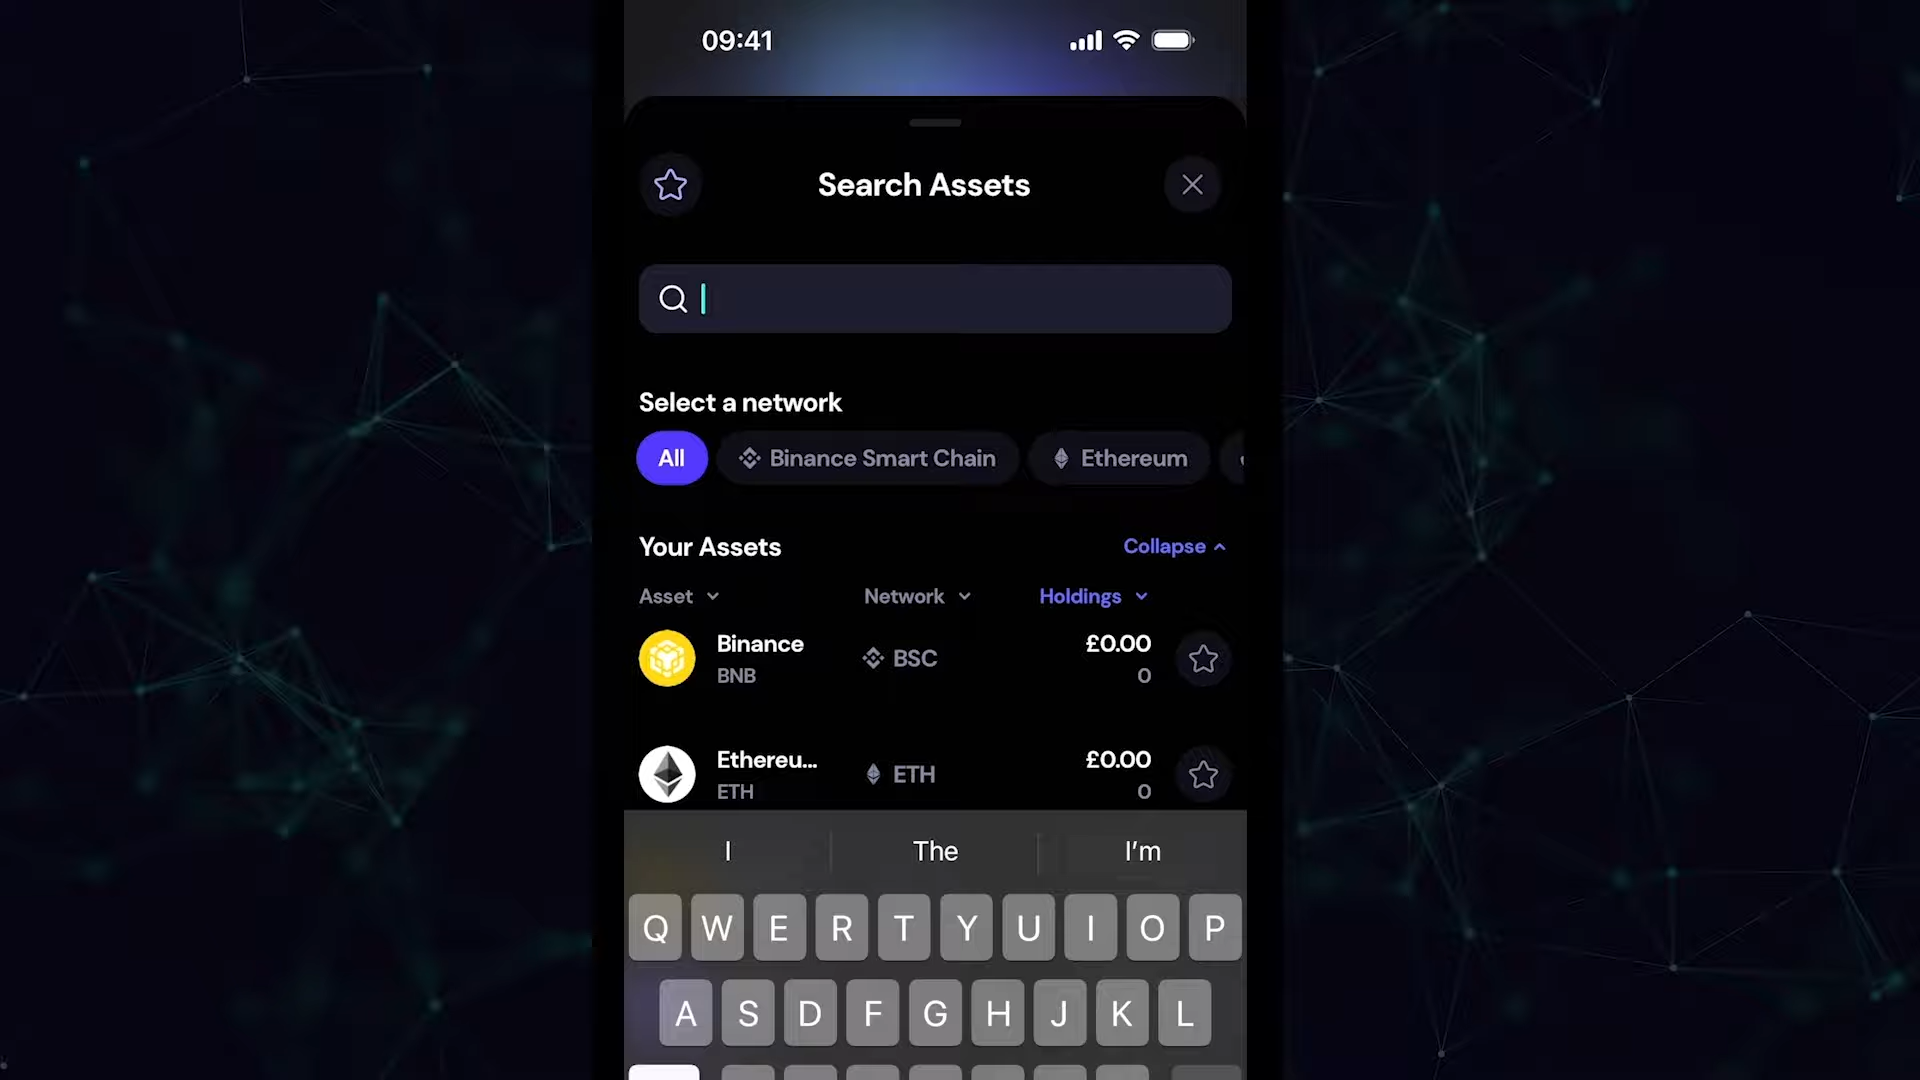 09:41
Search Assets
Select a network
All Binance Smart Chain Ethereum
Your Assets Collapse
Asset Network Holdings
Binance BSC £0.00
BNB 0
Ethereu... ETH £0.00
ETH 0
I The I'm
Q W E R T Y U I O P
A S D F G H J K L